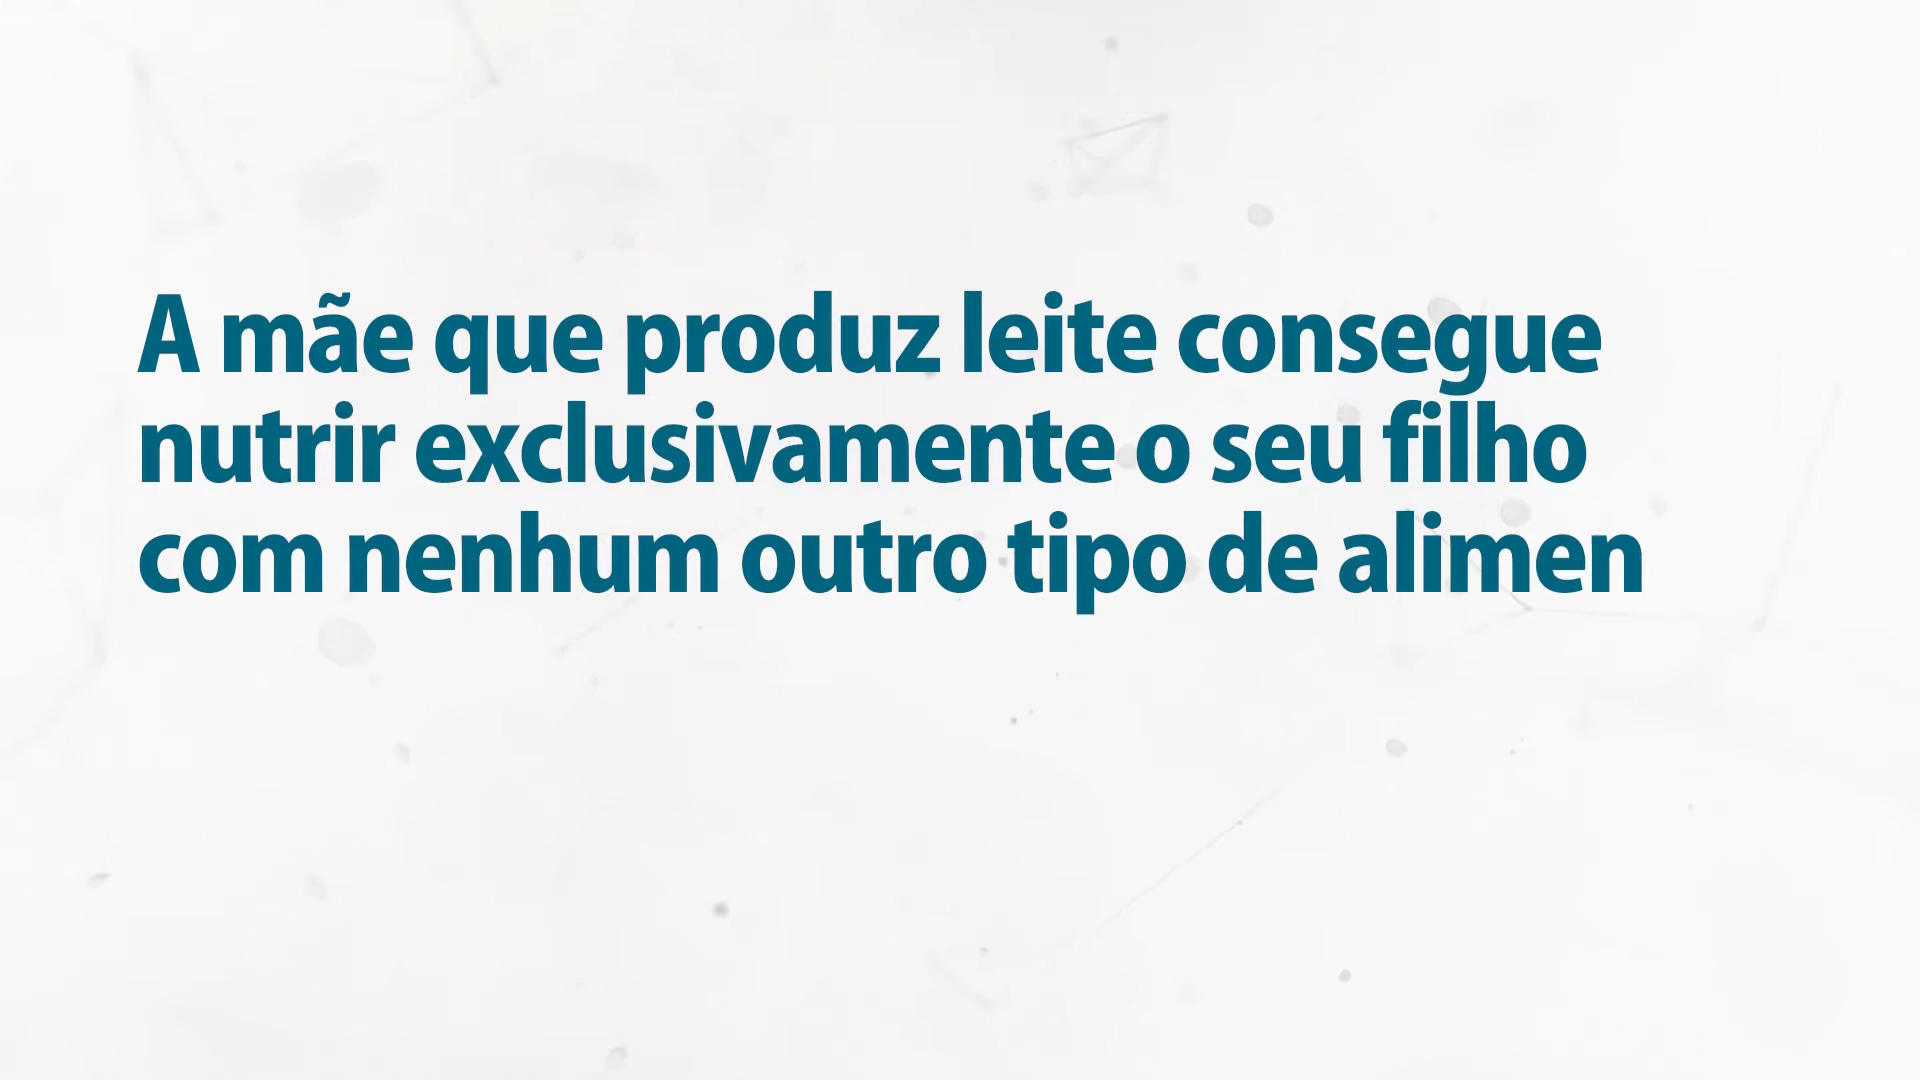 A mãe que produz leite consegue
nutrir exclusivamente o seu filho
com nenhum outro tipo de alimen